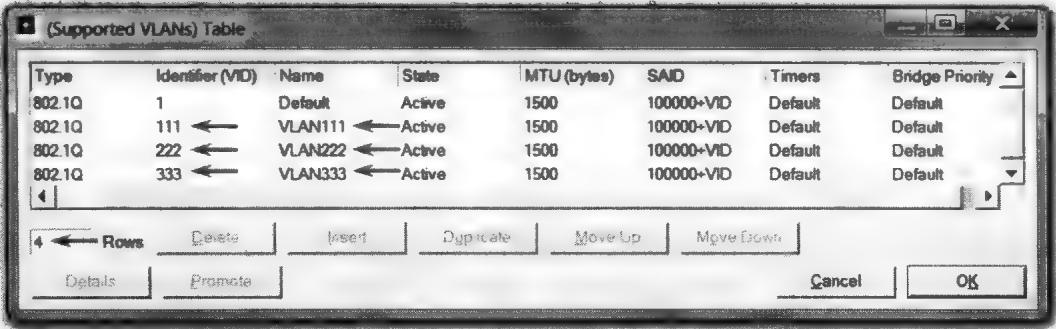 (Supported VLANs) Table
Type Identifier (VID) Name State MTU (bytes) SAID Timers Bridge Priority
802.1Q 1 Default Active 1500 100000+VID Default Default
802.1Q 111 VLAN111 Active 1500 100000+VID Default Default
802.1Q 222 VLAN222 Active 1500 100000+VID Default Default
802.1Q 333 VLAN333 Active 1500 100000+VID Default Default
4 Rows Delete Insert Duplicate Move Up Move Down
Details Promote Cancel OK